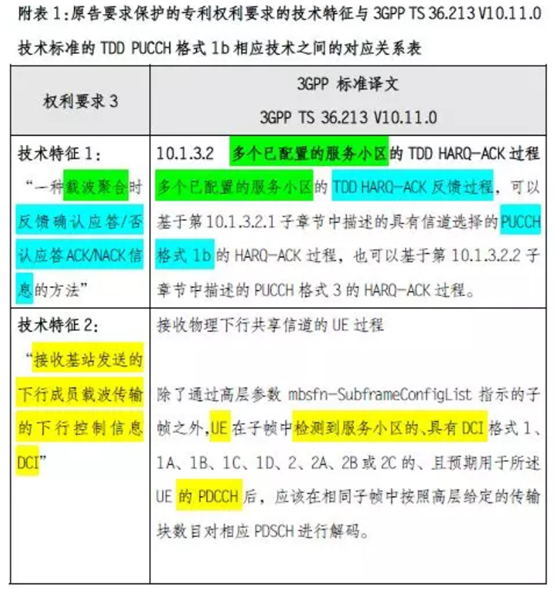 附表1:原告要求保护的专利权利要求的技术特征与3GPP TS 36.213 V10.11.0
技术标准的TDD PUCCH 格式1b 相应技术之间的对应关系表
权利要求 3
3GPP 标准译文
3GPP TS 36.213 V10.11.0
技术特征 1:
“一种载波聚合时
反馈确认应答/否
认应答ACK/NACK信
息的方法”
10.1.3.2 多个已配置的服务小区的 TDD HARQ-ACK 过程
多个已配置的服务小区的 TDD HARQ-ACK 反馈过程，可以
基于第 10.1.3.2.1 子章节中描述的具有信道选择的 PUCCH
格式 1b 的 HARQ-ACK 过程，也可以基于第 10.1.3.2.2 子
章节中描述的 PUCCH 格式 3 的 HARQ-ACK 过程。
技术特征 2:
“接收基站发送的
下行成员载波传输
的下行控制信息
DCI”
接收物理下行共享信道的 UE 过程
除了通过高层参数 mbsfn-SubframeConfigList 指示的子
帧之外,UE 在子帧中检测到服务小区的、具有 DCI 格式 1、
1A、1B、1C、1D、2、2A、2B 或 2C 的、且预期用于所述
UE 的 PDCCH 后，应该在相同子帧中按照高层给定的传输
块数目对相应 PDSCH 进行解码。